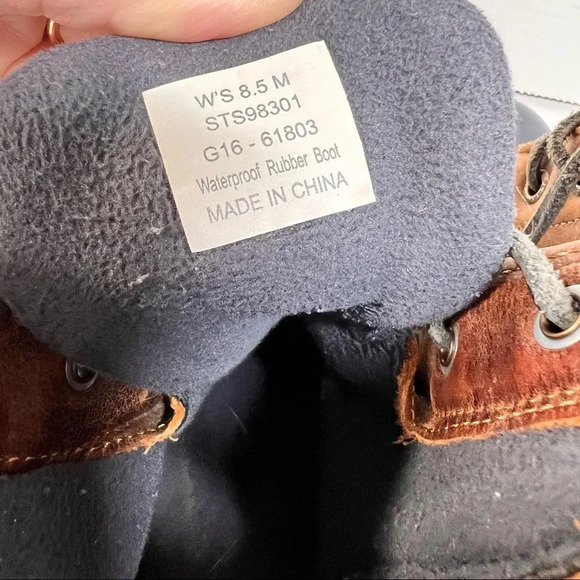 W'S 8.5 M
STS98301
G16 - 61803
Waterproof Rubber Boot
MADE IN CHINA